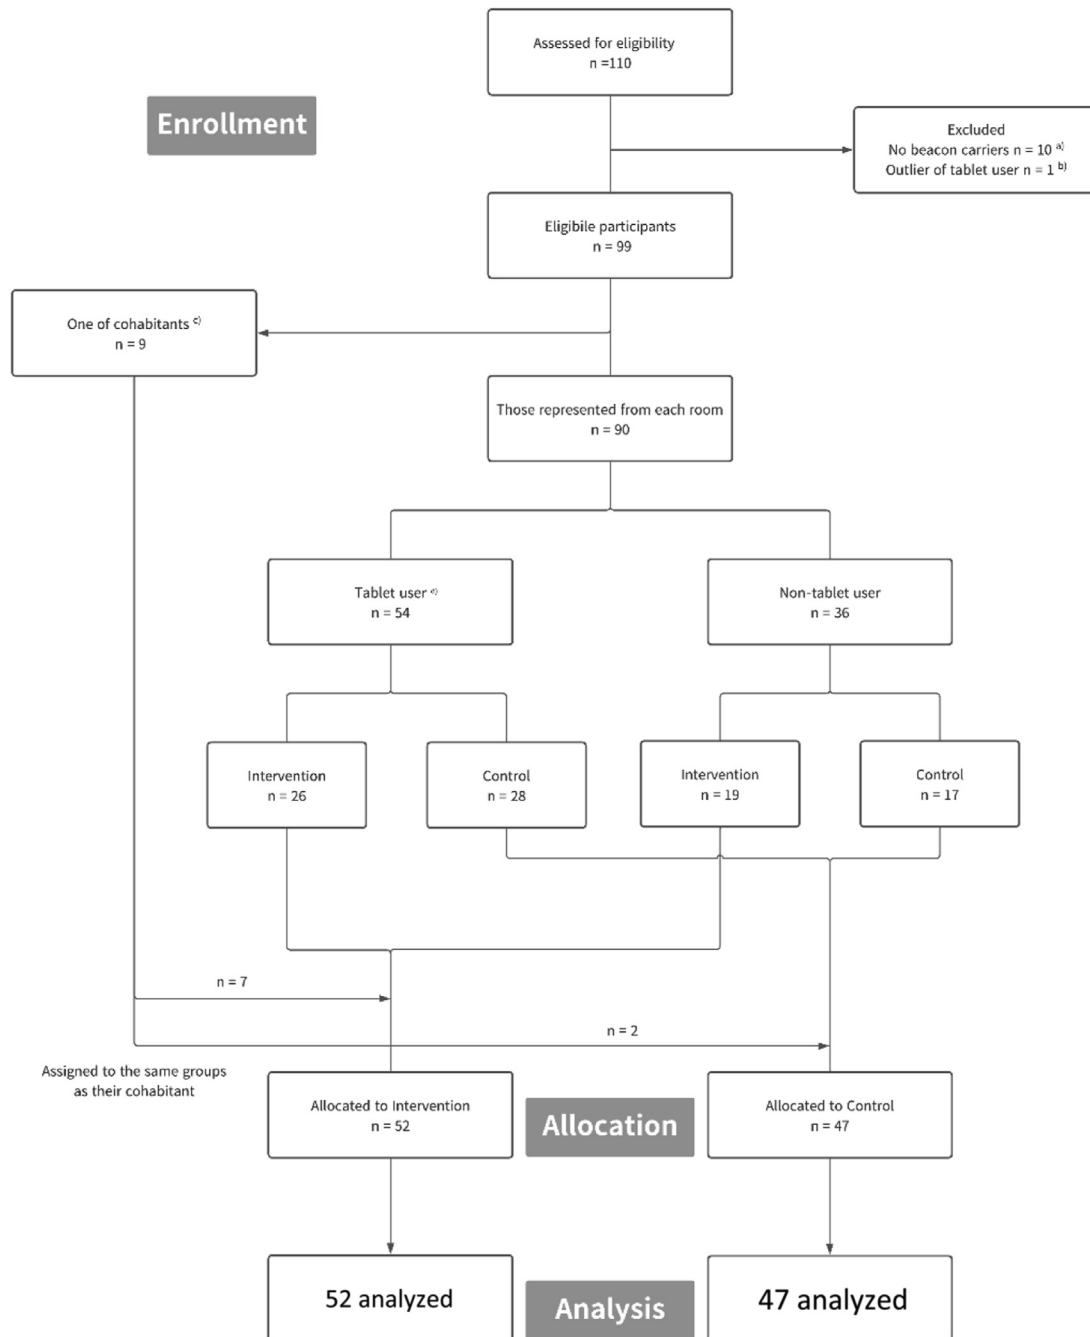 Assessed for eligibility
n =110
Enrollment
Excluded
No beacon carriers n = 10 a)
Outlier of tablet user n = 1 b)
Eligibile participants
n = 99
One of cohabitants c)
n = 9
Those represented from each room
n = 90
Tablet user e)
n = 54
Non-tablet user
n = 36
Intervention
n = 26
Control
n = 28
Intervention
n = 19
Control
n = 17
n = 7
n = 2
Assigned to the same groups
as their cohabitant
Allocated to Intervention
n = 52
Allocation
Allocated to Control
n = 47
52 analyzed
Analysis
47 analyzed